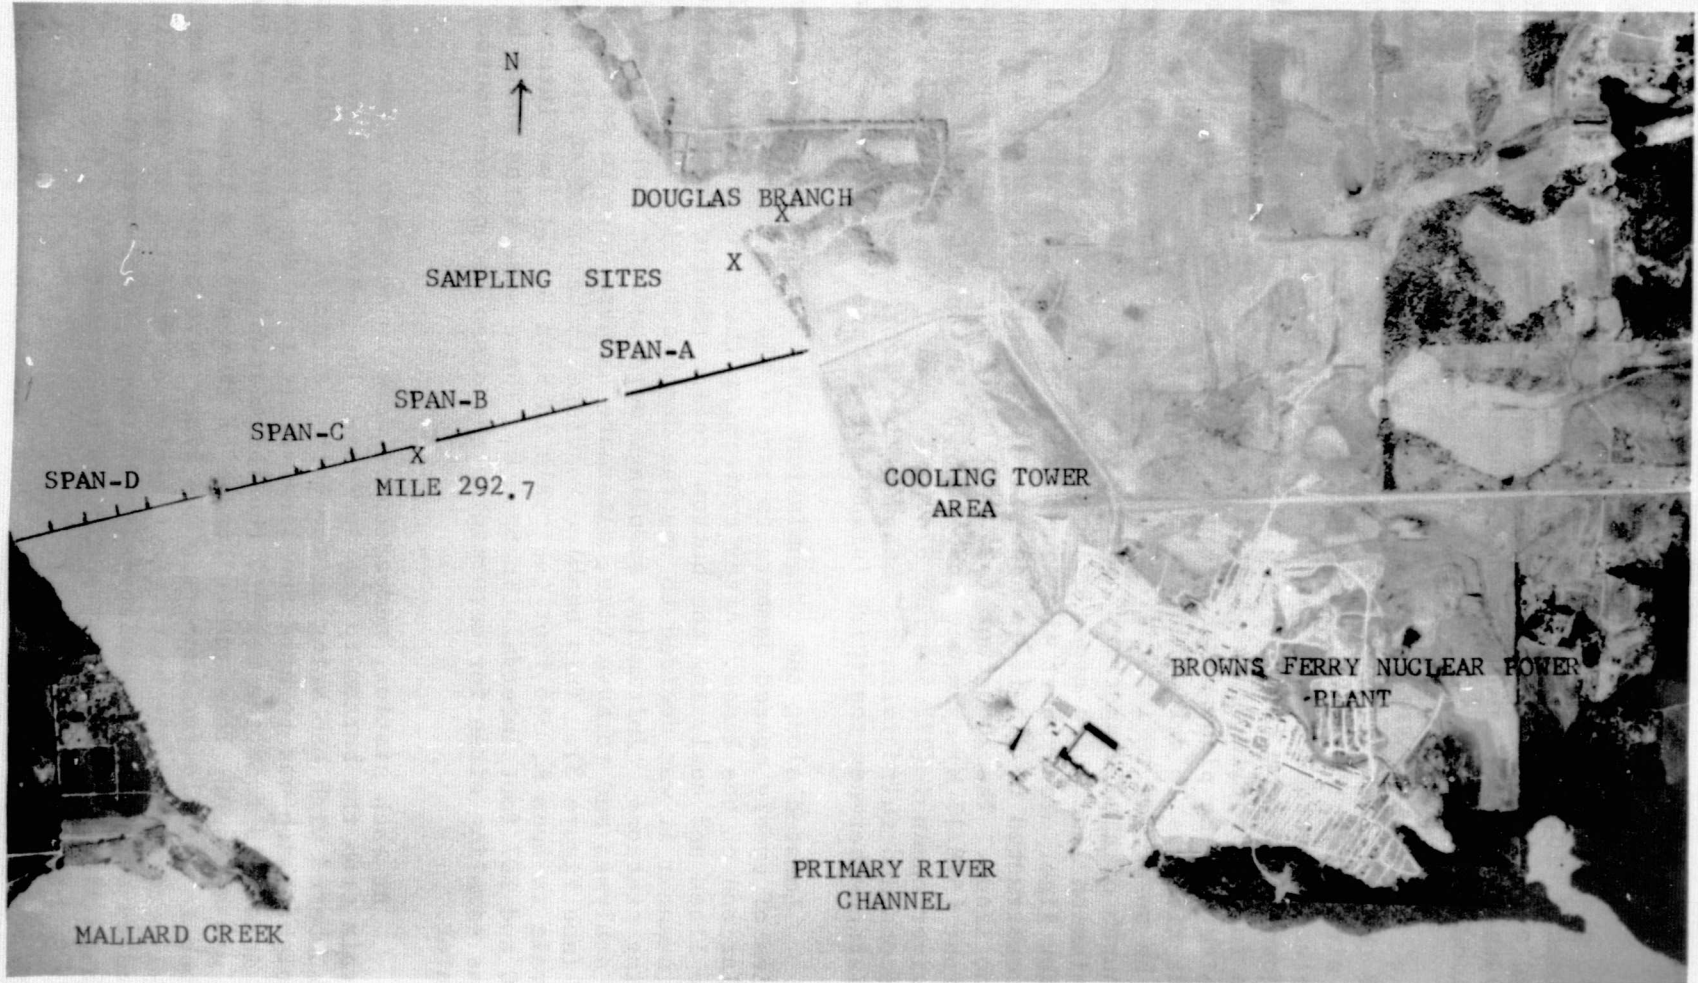 N
DOUGLAS BRANCH
X
X
SAMPLING SITES
SPAN-A
SPAN-B
SPAN-C
X
SPAN-D
MILE 292.7
COOLING TOWER
AREA
BROWNS FERRY NUCLEAR POWER
PLANT
PRIMARY RIVER
CHANNEL
MALLARD CREEK